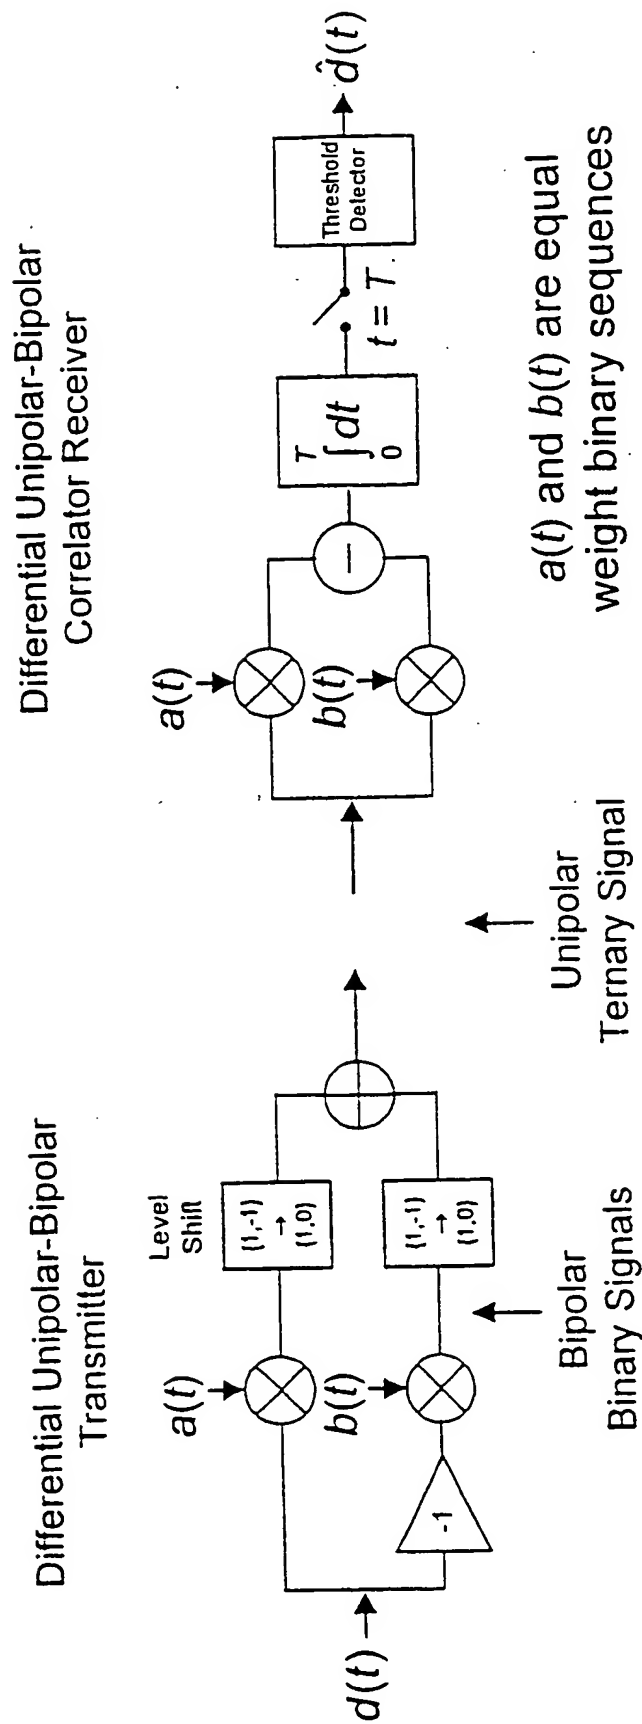 Differential Unipolar-Bipolar
Transmitter
Differential Unipolar-Bipolar
Correlator Receiver
a(t)
Level
Shift
{1,-1}
→
{1,0}
d(t)
-1
b(t)
{1,-1}
→
{1,0}
Bipolar
Binary Signals
Unipolar
Ternary Signal
a(t)
b(t)
−
T
∫ dt
0
t = T
Threshold
Detector
d̂(t)
a(t) and b(t) are equal
weight binary sequences